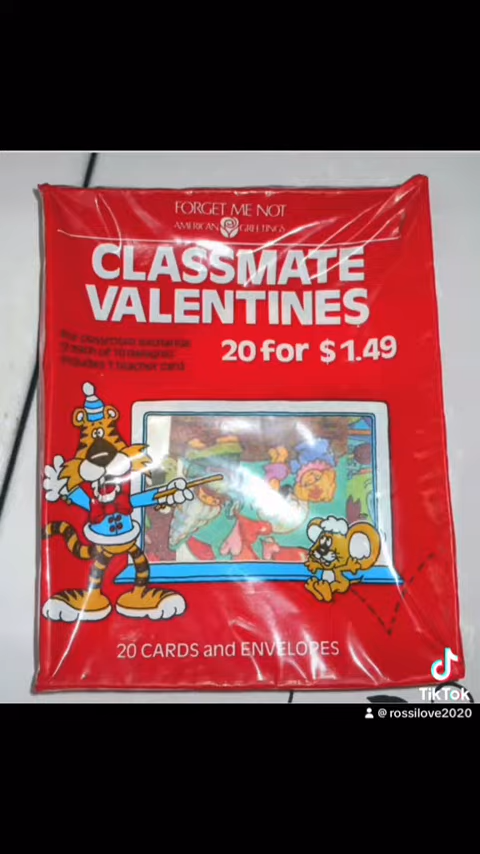 FORGET ME NOT
AMERICAN GREETINGS
CLASSMATE
VALENTINES
20 for $1.49
20 CARDS and ENVELOPES
TikTok
@rossilove2020